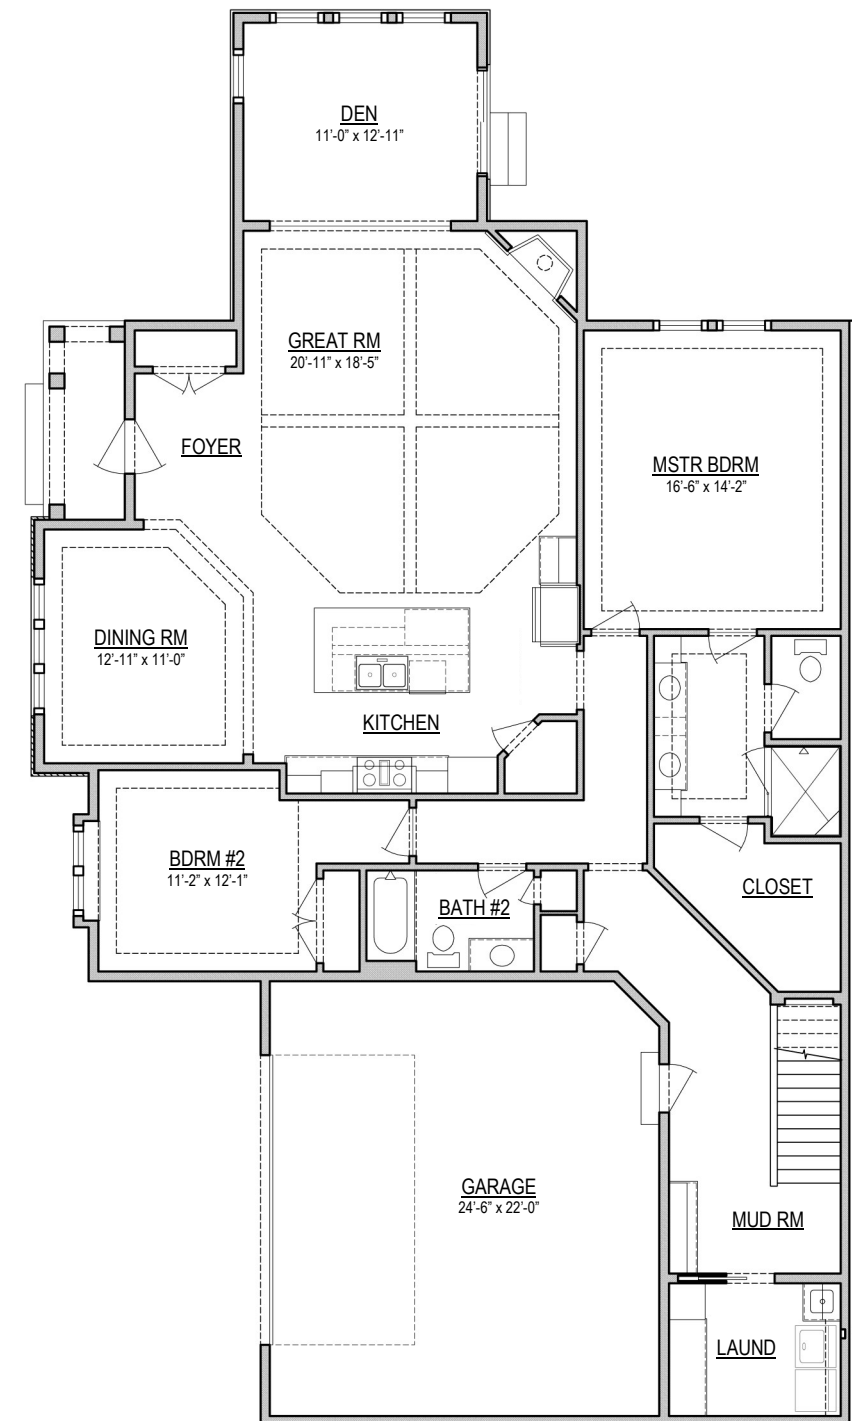 DEN
11'-0” x 12'-11”
GREAT RM
20'-11” x 18'-5”
FOYER
MSTR BDRM
16'-6” x 14'-2”
DINING RM
12'-11” x 11'-0”
KITCHEN
BDRM #2
11'-2” x 12'-1”
BATH #2
CLOSET
GARAGE
24'-6” x 22'-0”
MUD RM
LAUND